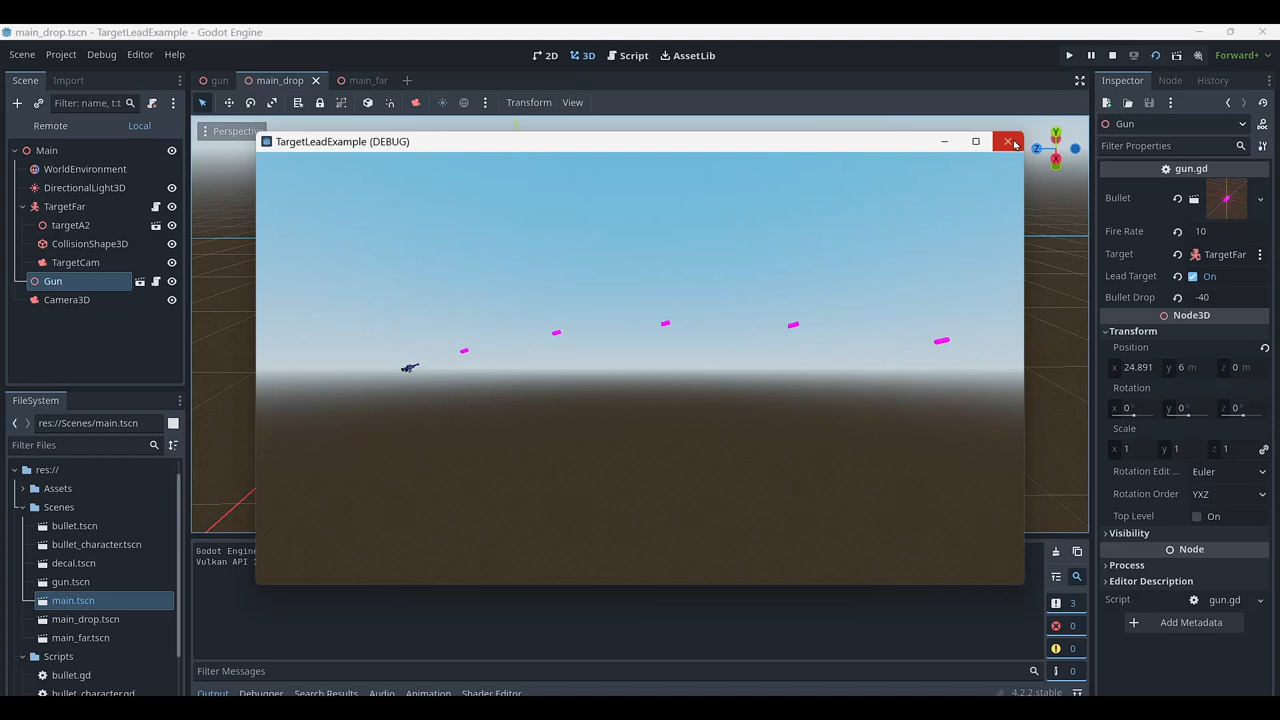 main_drop.tscn - TargetLeadExample - Godot Engine
Scene Project Debug Editor Help
2D 3D Script AssetLib
Forward+
Scene Import
Filter: name, t:t
Remote Local
Main
WorldEnvironment
DirectionalLight3D
TargetFar
targetA2
CollisionShape3D
TargetCam
Gun
Camera3D
FileSystem
res://Scenes/main.tscn
Filter Files
res://
Assets
Scenes
bullet.tscn
bullet_character.tscn
decal.tscn
gun.tscn
main.tscn
main_drop.tscn
main_far.tscn
Scripts
bullet.gd
bullet_character.gd
gun main_drop main_far
Transform View
Perspective
TargetLeadExample (DEBUG)
Y
Z
X
Godot Engine
Vulkan API 1
3
0
0
0
Filter Messages
Output Debugger Search Results Audio Animation Shader Editor
4.2.2.stable
Inspector Node History
Gun
Filter Properties
gun.gd
Bullet
Fire Rate 10
Target TargetFar
Lead Target On
Bullet Drop -40
Node3D
Transform
Position
x 24.891 y 6 m z 0 m
Rotation
x 0° y 0° z 0°
Scale
x 1 y 1 z 1
Rotation Edit ... Euler
Rotation Order YXZ
Top Level On
Visibility
Node
Process
Editor Description
Script gun.gd
Add Metadata